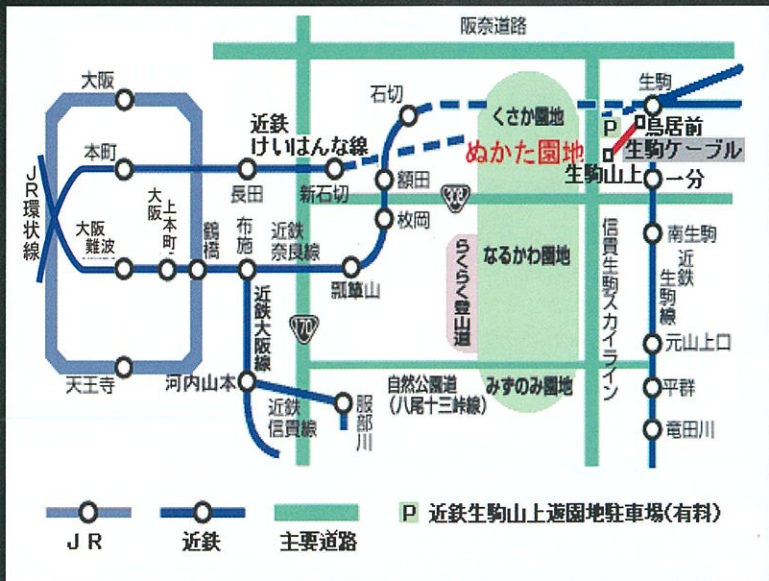 阪奈道路
大阪
石切
生駒
くさか園地
近鉄
けいはんな線
P
鳥居前
本町
ぬかた園地
生駒ケーブル
生駒山上
長田
新石切
額田
一分
308
JR環状線
大阪
難波
大阪
上本町
鶴橋
布施
近鉄
奈良線
枚岡
南生駒
なるかわ園地
らくらく登山道
信貴生駒スカイライン
近鉄
生駒線
瓢箪山
近鉄大阪線
170
元山上口
天王寺
河内山本
自然公園道
(八尾十三峠線)
みずのみ園地
平群
近鉄
信貴線
服部川
竜田川
JR
近鉄
主要道路
P 近鉄生駒山上遊園地駐車場(有料)